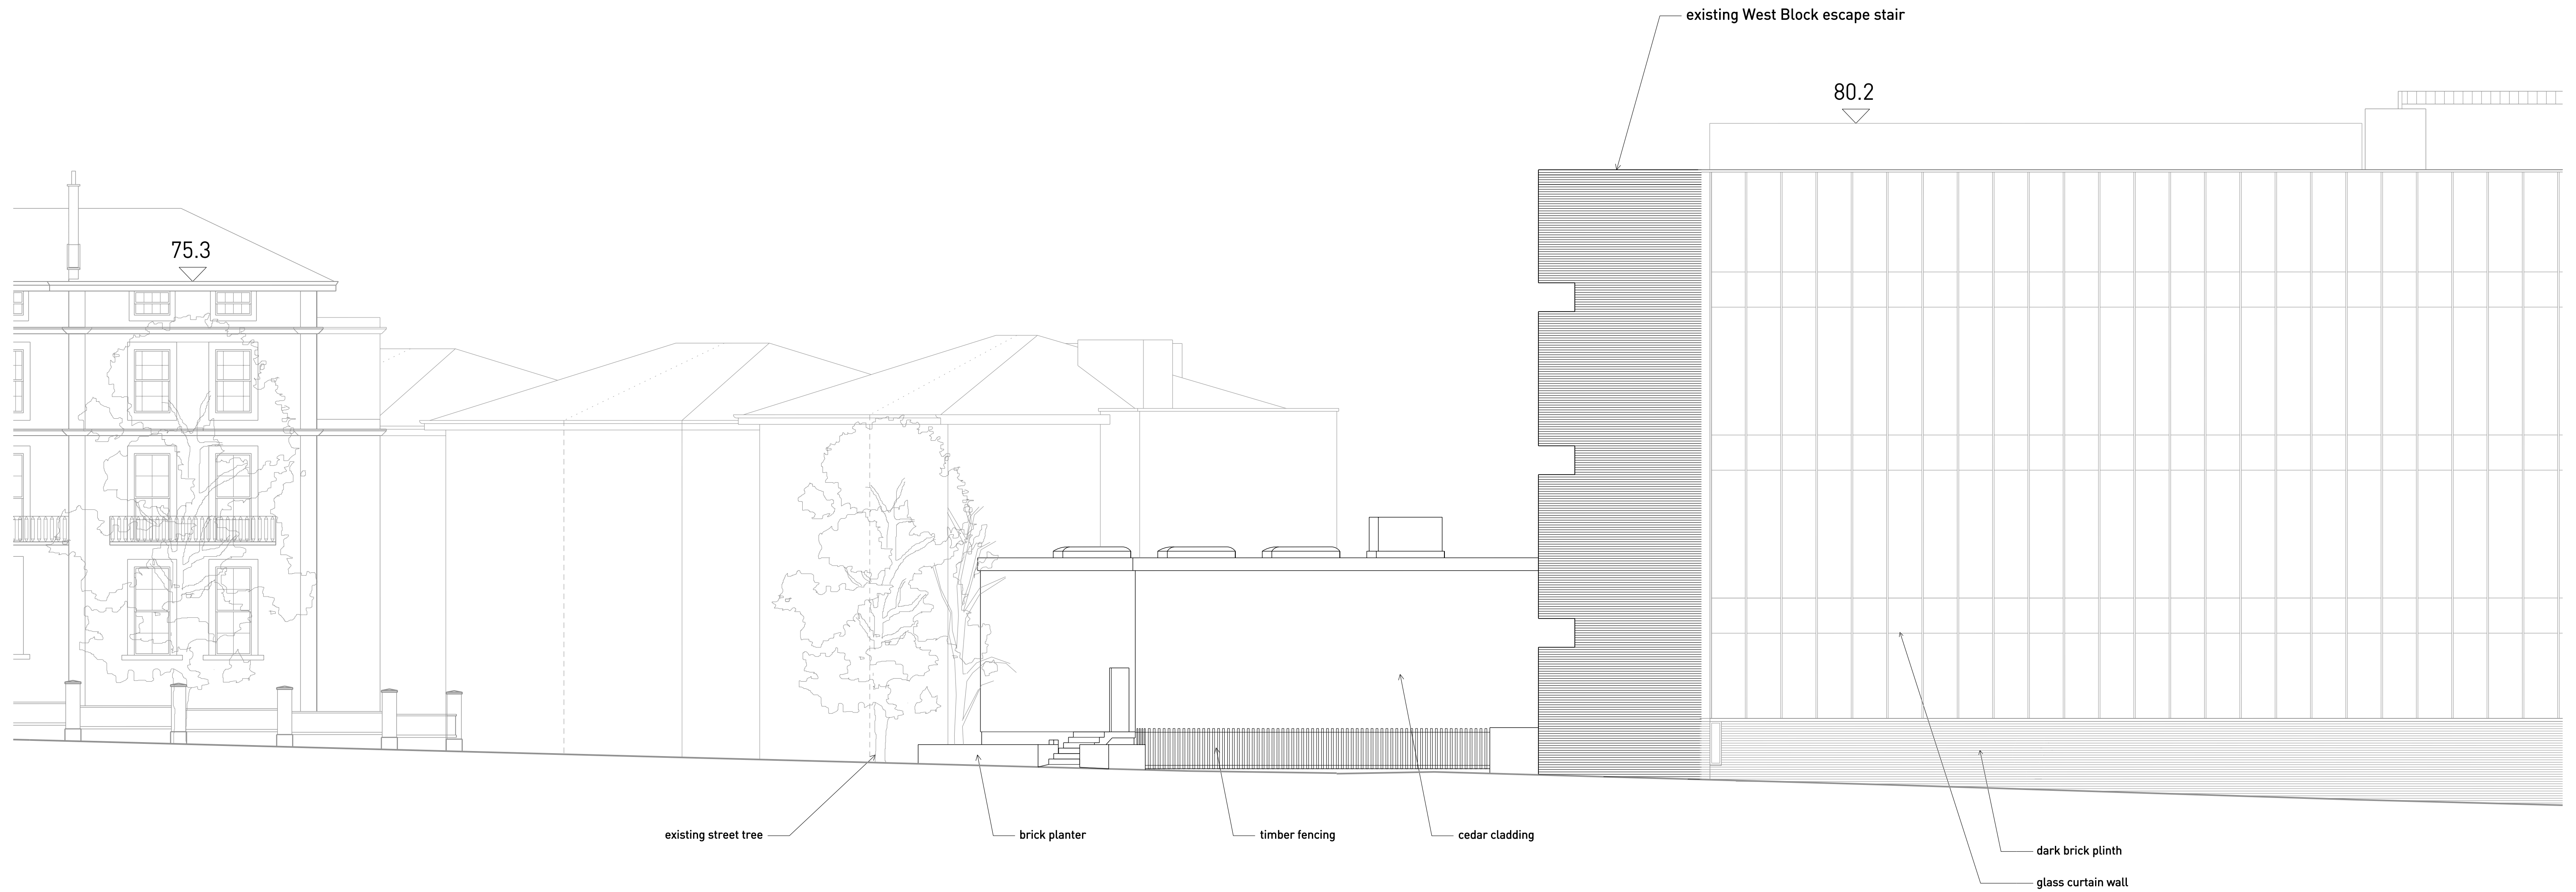 existing West Block escape stair
80.2
75.3
existing street tree
brick planter
timber fencing
cedar cladding
dark brick plinth
glass curtain wall